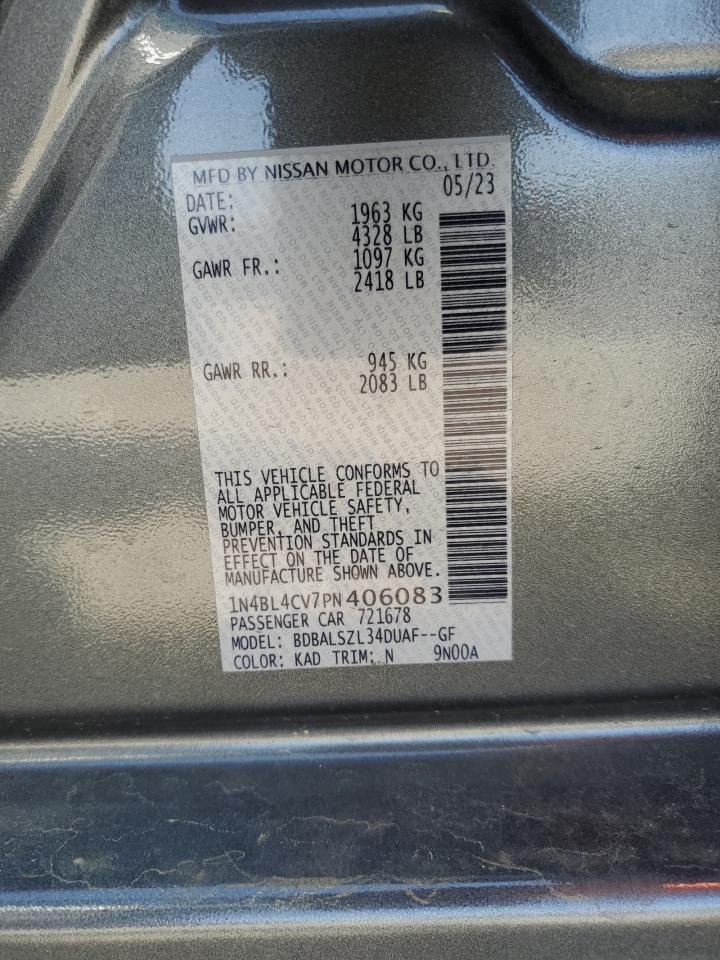 MFD BY NISSAN MOTOR CO., LTD.
DATE: 05/23
GVWR: 1963 KG
4328 LB
GAWR FR.: 1097 KG
2418 LB
GAWR RR.: 945 KG
2083 LB
THIS VEHICLE CONFORMS TO
ALL APPLICABLE FEDERAL
MOTOR VEHICLE SAFETY,
BUMPER, AND THEFT
PREVENTION STANDARDS IN
EFFECT ON THE DATE OF
MANUFACTURE SHOWN ABOVE.
1N4BL4CV7PN406083
PASSENGER CAR 721678
MODEL: BDBALSZL34DUAF--GF
COLOR: KAD TRIM: N 9N00A